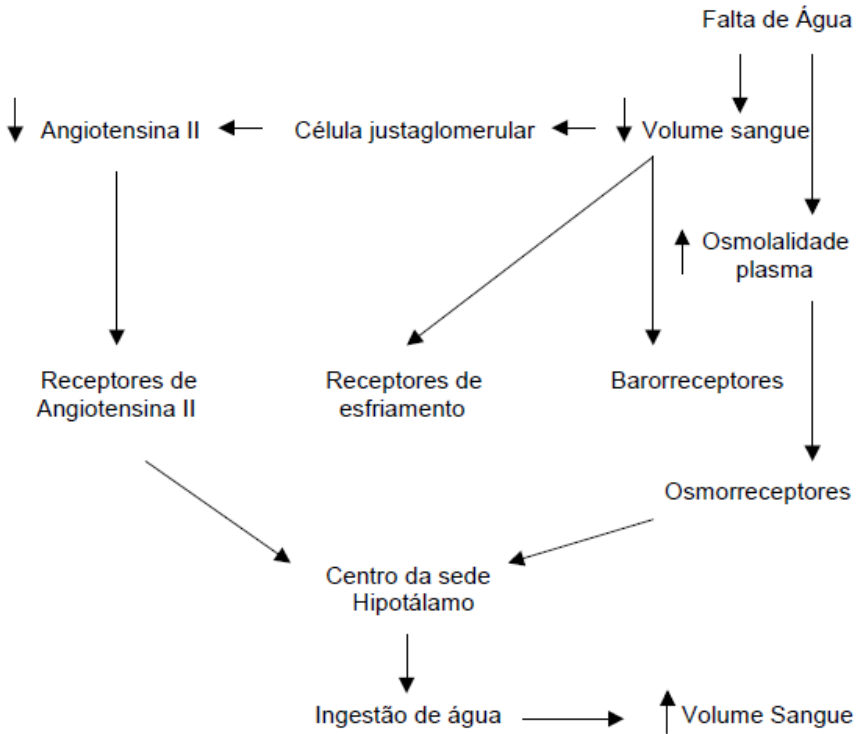 Falta de Água
Angiotensina II
Célula justaglomerular
Volume sangue
Osmolalidade
plasma
Receptores de
Angiotensina II
Receptores de
esfriamento
Barorreceptores
Osmorreceptores
Centro da sede
Hipotálamo
Ingestão de água
Volume Sangue